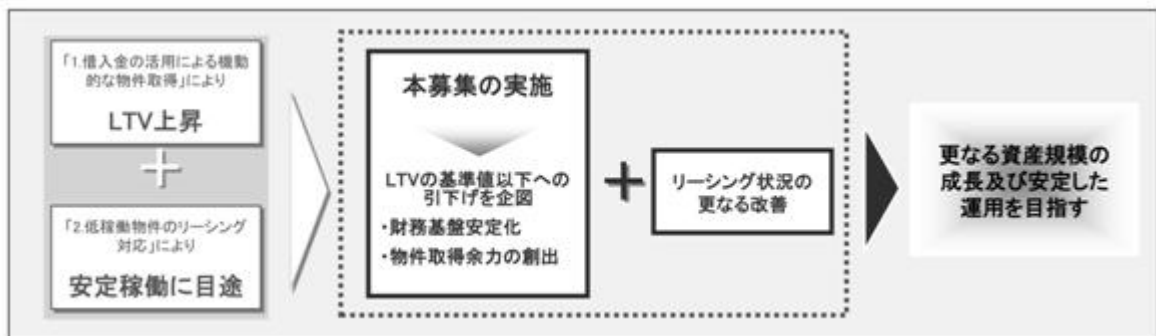 「1.借入金の活用による機動
的な物件取得」により
LTV上昇
+
「2.低稼働物件のリーシング
対応」により
安定稼働に目途
本募集の実施
LTVの基準値以下への
引下げを企図
・財務基盤安定化
・物件取得余力の創出
+
リーシング状況の
更なる改善
更なる資産規模の
成長及び安定した
運用を目指す